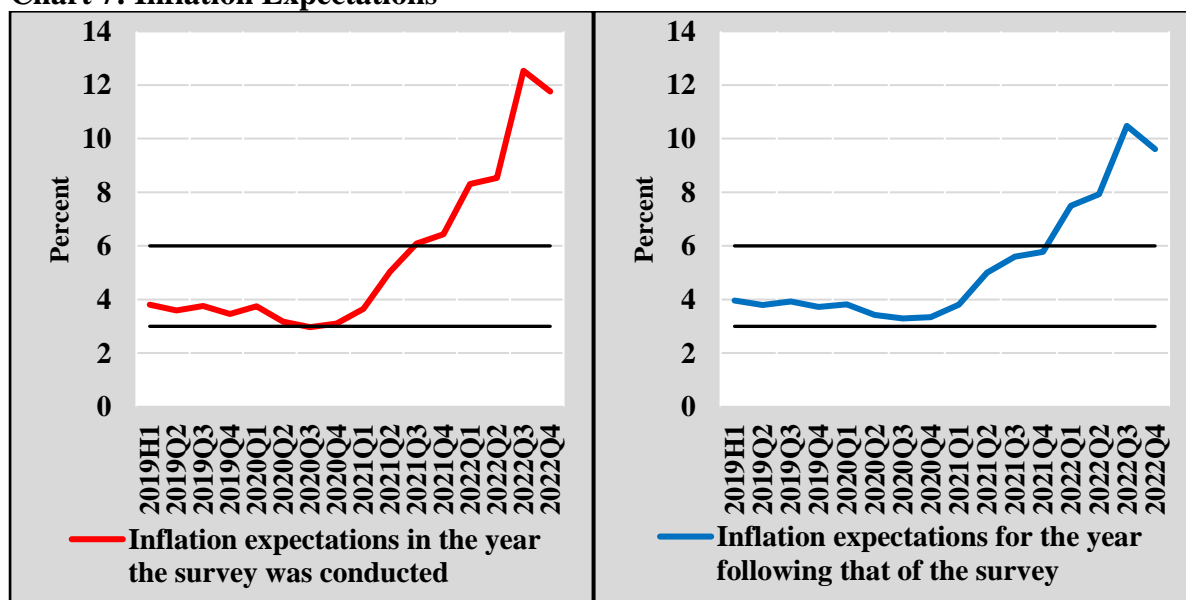 Chart 7: Inflation Expectations
14
12
10
8
6
4
2
0
Percent
2019H1
2019Q2
2019Q3
2019Q4
2020Q1
2020Q2
2020Q3
2020Q4
2021Q1
2021Q2
2021Q3
2021Q4
2022Q1
2022Q2
2022Q3
2022Q4
Inflation expectations in the year
the survey was conducted
14
12
10
8
6
4
2
0
Percent
2019H1
2019Q2
2019Q3
2019Q4
2020Q1
2020Q2
2020Q3
2020Q4
2021Q1
2021Q2
2021Q3
2021Q4
2022Q1
2022Q2
2022Q3
2022Q4
Inflation expectations for the year
following that of the survey